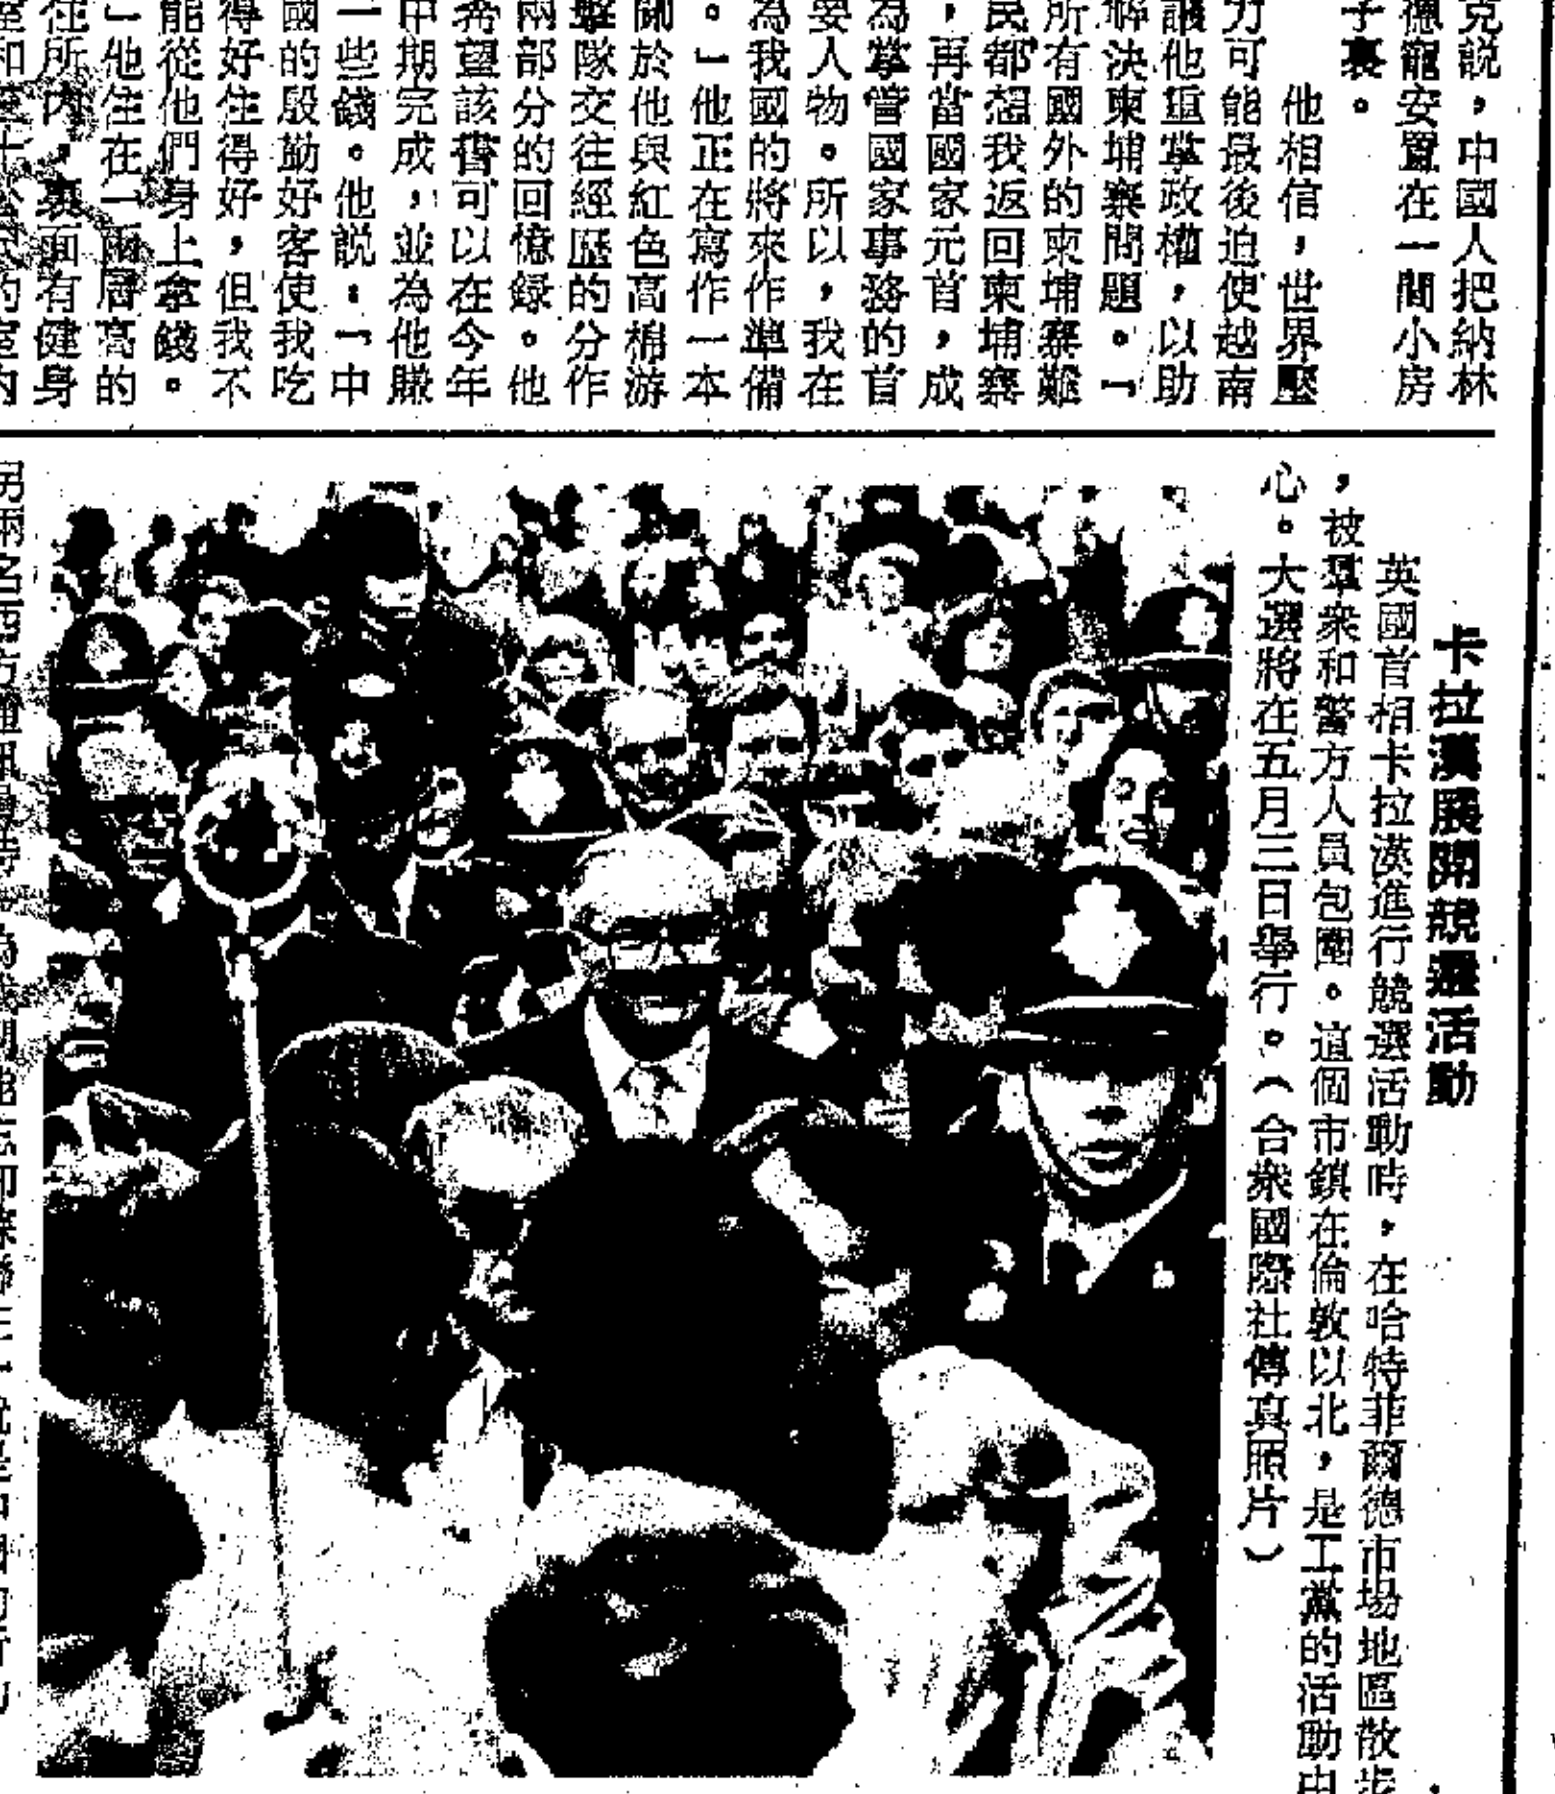 克説，中國人把納林
德寵安置在一間小房
子裏。
他相信，世界壓
力可能最後迫使越南
讓他重掌政權，以助
解決柬埔寨問題。「
所有國外的柬埔寨難
民都想我返回柬埔寨
，再當國家元首，成
為掌管國家事務的首
要人物。所以，我在
為我國的將來作準備
。」他正在寫作一本
關於他與紅色高棉游
擊隊交往經歷的分作
兩部分的回憶録。他
希望該書可以在今年
中期完成，並為他賺
一些錢。他説：「中
國的殷勤好客使我吃
得好住得好，但我不
能從他們身上拿錢。
」他住在一兩層高的
住所內，裏面有健身
的室內
卡拉漢展開競選活動
英國首相卡拉漢進行競選活動時，在哈特菲爾德市場地區散步
，被羣衆和警方人員包圍。這個市鎮在倫敦以北，是工黨的活動中
心。大選將在五月三日舉行。（合衆國際社傳真照片）